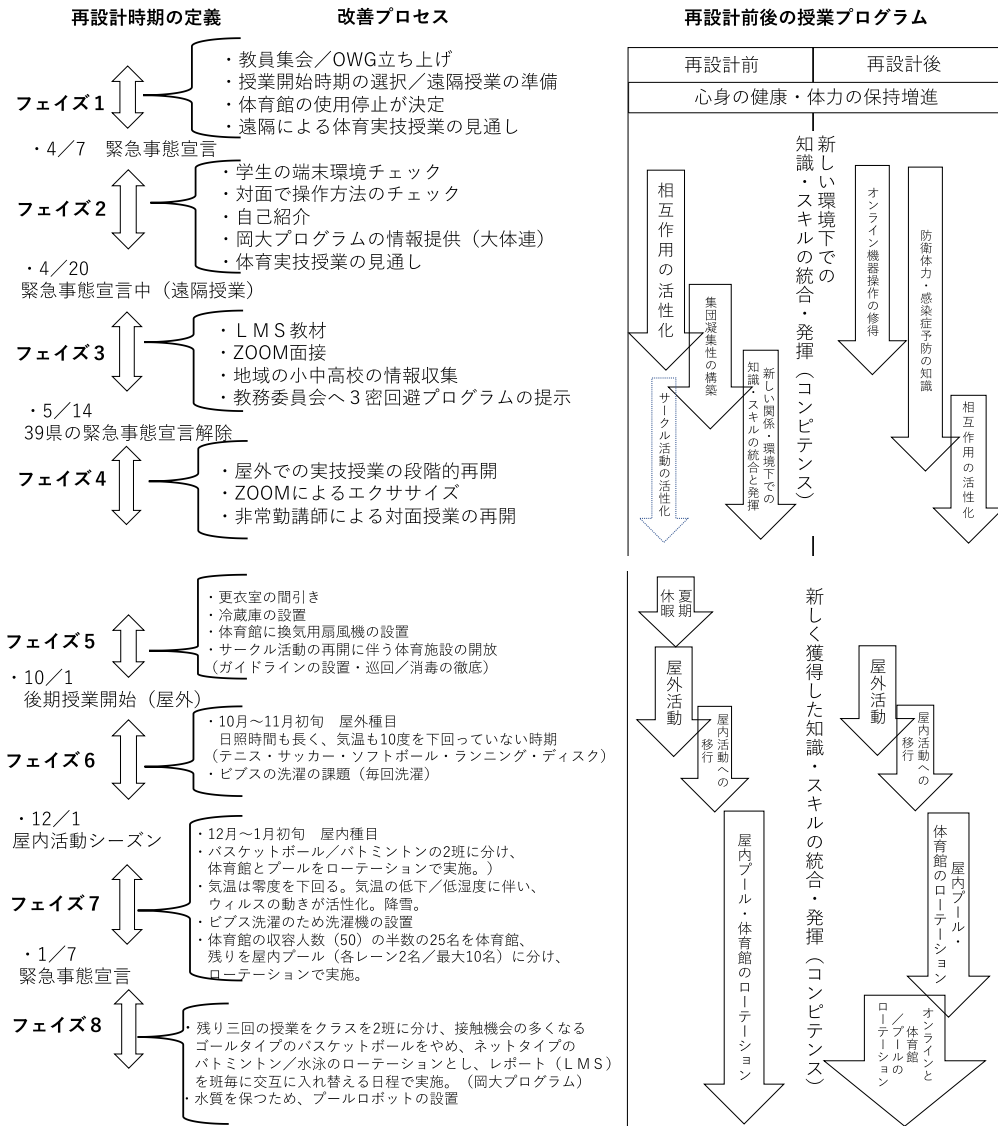 再設計時期の定義
改善プロセス
再設計前後の授業プログラム
フェイズ1
・教員集会／OWG立ち上げ
・授業開始時期の選択／遠隔授業の準備
・体育館の使用停止が決定
・遠隔による体育実技授業の見通し
・4／7　緊急事態宣言
フェイズ2
・学生の端末環境チェック
・対面で操作方法のチェック
・自己紹介
・岡大プログラムの情報提供（大体連）
・体育実技授業の見通し
・4／20
緊急事態宣言中（遠隔授業）
フェイズ3
・ＬＭＳ教材
・ZOOM面接
・地域の小中高校の情報収集
・教務委員会へ３密回避プログラムの提示
・5／14
39県の緊急事態宣言解除
フェイズ4
・屋外での実技授業の段階的再開
・ZOOMによるエクササイズ
・非常勤講師による対面授業の再開
フェイズ5
・更衣室の間引き
・冷蔵庫の設置
・体育館に換気用扇風機の設置
・サークル活動の再開に伴う体育施設の開放
（ガイドラインの設置・巡回／消毒の徹底）
・10／1
後期授業開始（屋外）
フェイズ6
・10月～11月初旬　屋外種目
日照時間も長く、気温も10度を下回っていない時期
（テニス・サッカー・ソフトボール・ランニング・ディスク）
・ビブスの洗濯の課題（毎回洗濯）
・12／1
屋内活動シーズン
フェイズ7
・12月～1月初旬　屋内種目
・バスケットボール／バトミントンの2班に分け、
体育館とプールをローテーションで実施。）
・気温は零度を下回る。気温の低下／低湿度に伴い、
ウィルスの動きが活性化。降雪。
・ビブス洗濯のため洗濯機の設置
・体育館の収容人数（50）の半数の25名を体育館、
残りを屋内プール（各レーン2名／最大10名）に分け、
ローテーションで実施。
・1／7
緊急事態宣言
フェイズ8
・残り三回の授業をクラスを2班に分け、接触機会の多くなる
ゴールタイプのバスケットボールをやめ、ネットタイプの
バトミントン／水泳のローテーションとし、レポート（ＬＭＳ）
を班毎に交互に入れ替える日程で実施。（岡大プログラム）
・水質を保つため、プールロボットの設置
再設計前
再設計後
心身の健康・体力の保持増進
相互作用の活性化
集団凝集性の構築
新しい関係・環境下での
知識・スキルの統合と発揮
サークル活動の活性化
新しい環境下での
知識・スキルの統合・発揮（コンピテンス）
オンライン機器操作の修得
防衛体力・感染症予防の知識
相互作用の活性化
夏期
休暇
屋外活動
屋内活動への
移行
屋内プール・体育館のローテーション
新しく獲得した知識・スキルの統合・発揮（コンピテンス）
屋外活動
屋内活動への
移行
屋内プール・
体育館のローテーション
オンラインと
体育館
／プールの
ローテーション